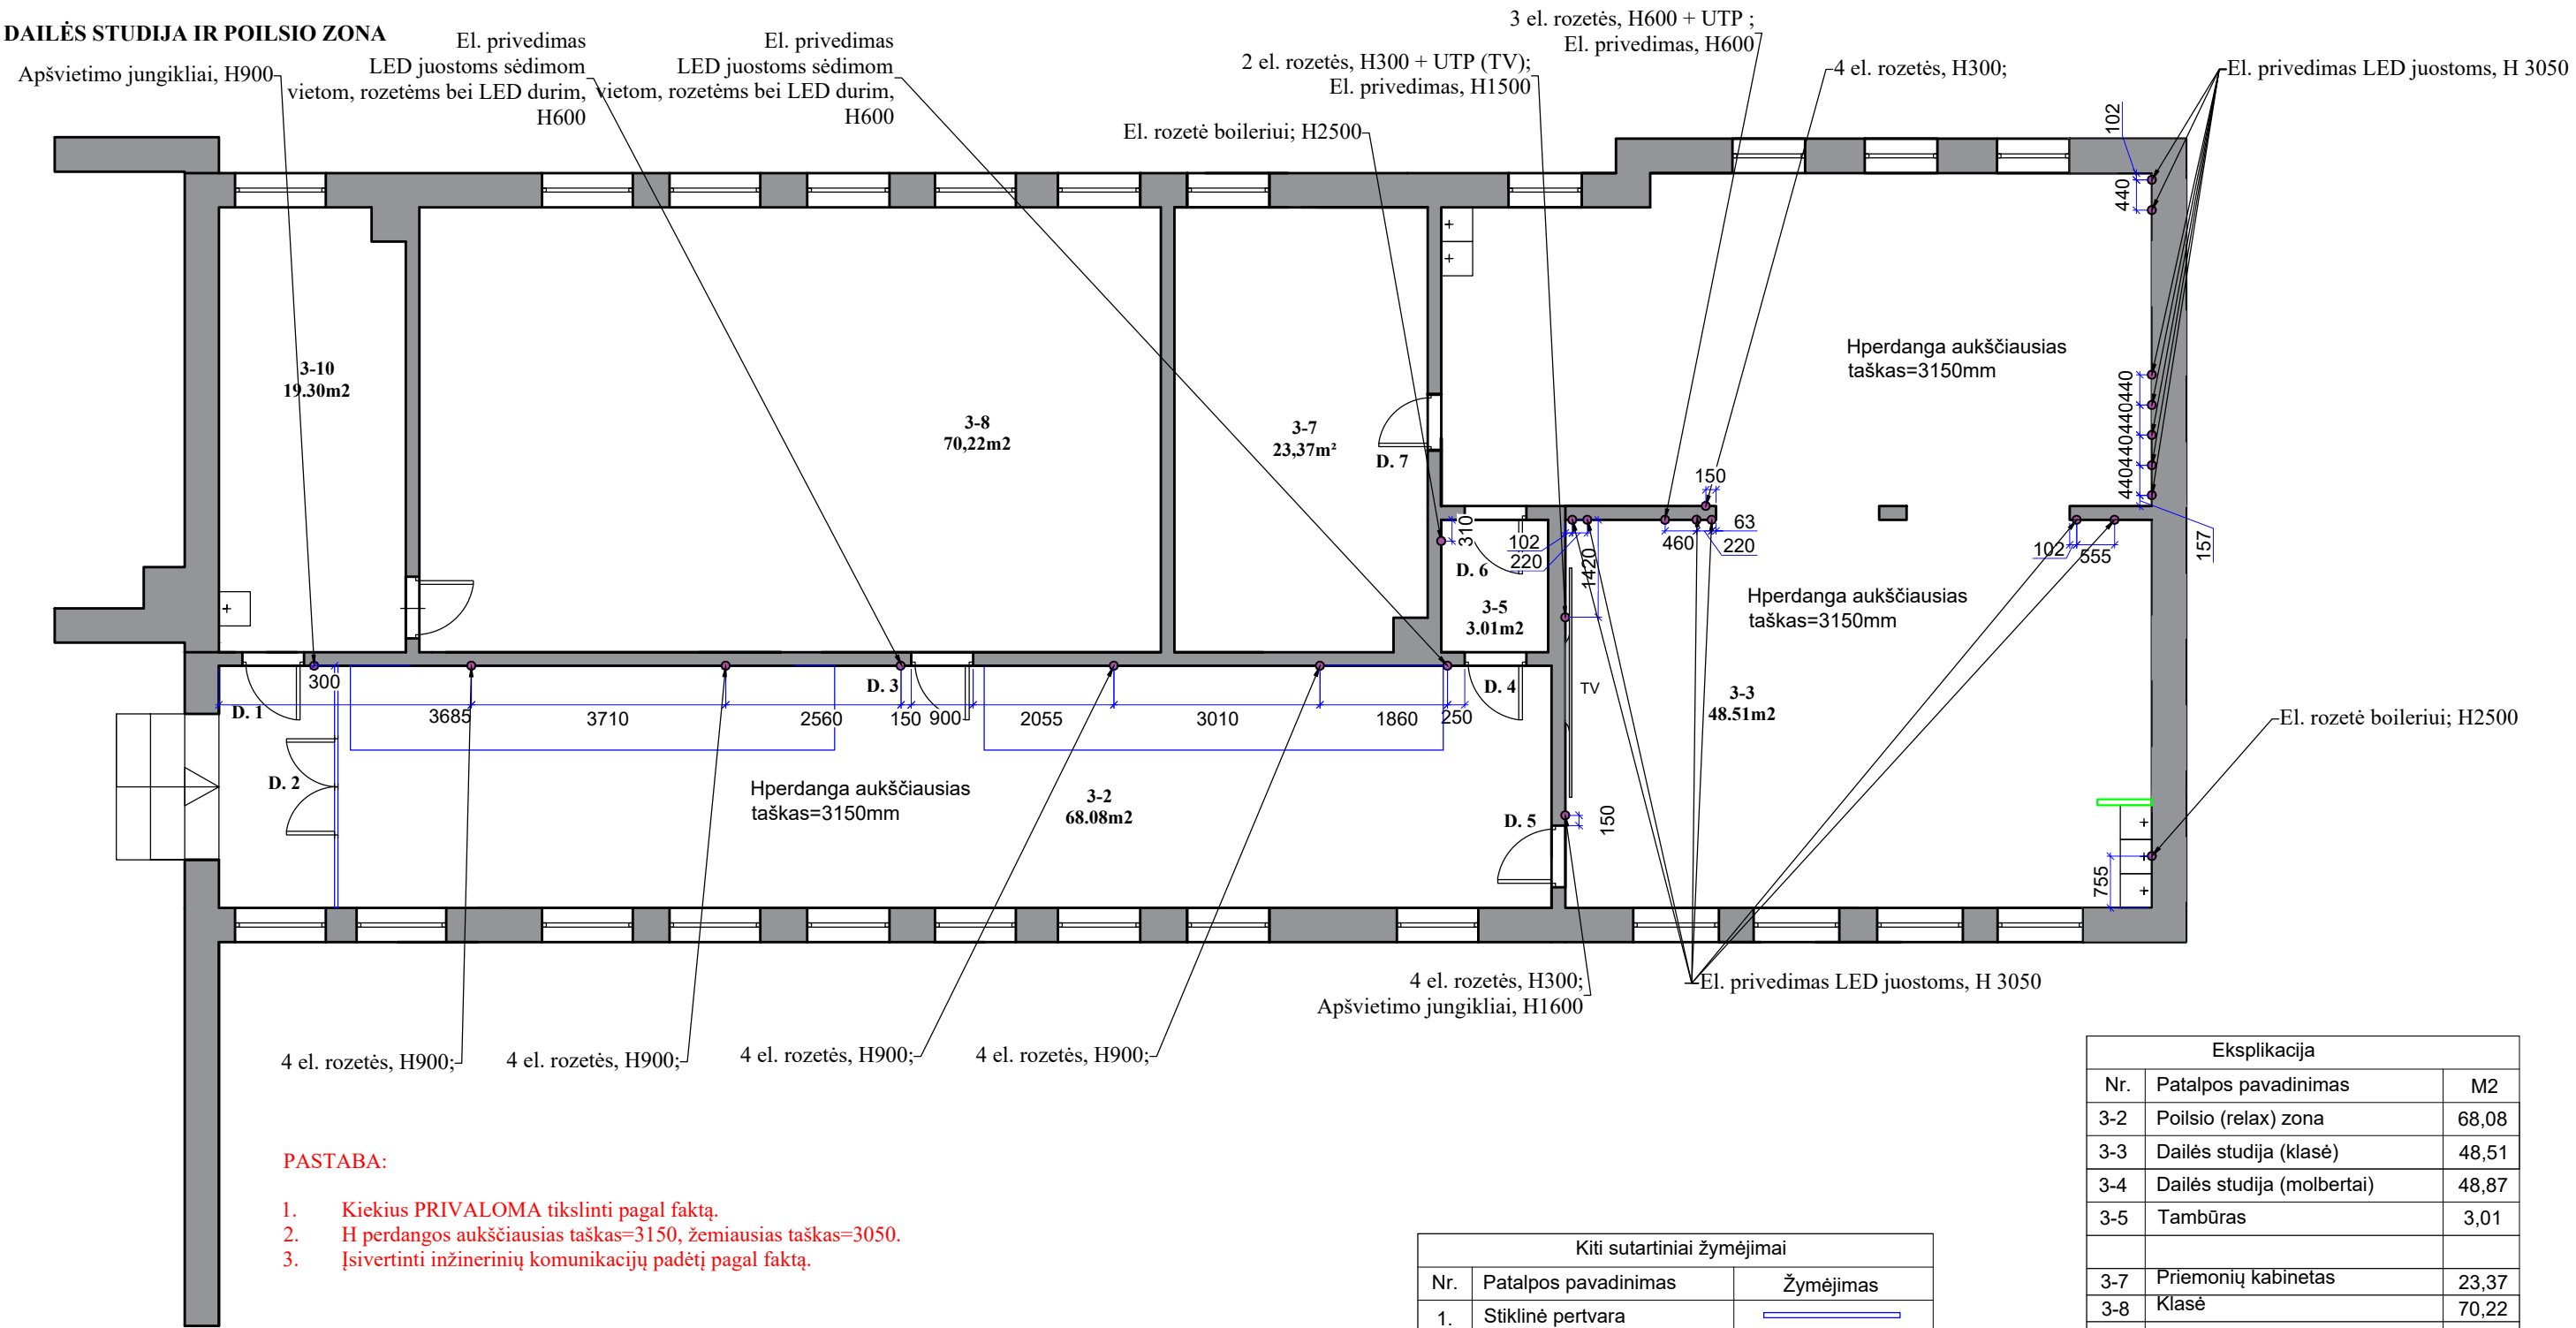 DAILĖS STUDIJA IR POILSIO ZONA
Apšvietimo jungikliai, H900
El. privedimas
LED juostoms sėdimom
vietom, rozetėms bei LED durim,
H600
El. privedimas
LED juostoms sėdimom
vietom, rozetėms bei LED durim,
H600
El. rozetė boileriui; H2500
2 el. rozetės, H300 + UTP (TV);
El. privedimas, H1500
3 el. rozetės, H600 + UTP ;
El. privedimas, H600
4 el. rozetės, H300;
El. privedimas LED juostoms, H 3050
102
440
3-10
19.30m2
3-8
70,22m2
3-7
23,37m²
D. 7
Hperdanga aukščiausias
taškas=3150mm
440
440
440
440
157
150
63
460
220
102
220
1420
310
102
555
D. 6
3-5
3.01m2
Hperdanga aukščiausias
taškas=3150mm
TV
3-3
48.51m2
El. rozetė boileriui; H2500
300
D. 1
D. 3
D. 4
3685
3710
2560
150
900
2055
3010
1860
250
D. 2
Hperdanga aukščiausias
taškas=3150mm
3-2
68.08m2
D. 5
150
755
4 el. rozetės, H300;
Apšvietimo jungikliai, H1600
El. privedimas LED juostoms, H 3050
4 el. rozetės, H900;
4 el. rozetės, H900;
4 el. rozetės, H900;
4 el. rozetės, H900;
PASTABA:
1. Kiekius PRIVALOMA tikslinti pagal faktą.
2. H perdangos aukščiausias taškas=3150, žemiausias taškas=3050.
3. Įsivertinti inžinerinių komunikacijų padėtį pagal faktą.
Kiti sutartiniai žymėjimai
Nr. Patalpos pavadinimas Žymėjimas
1. Stiklinė pertvara
Eksplikacija
Nr. Patalpos pavadinimas M2
3-2 Poilsio (relax) zona 68,08
3-3 Dailės studija (klasė) 48,51
3-4 Dailės studija (molbertai) 48,87
3-5 Tambūras 3,01
3-7 Priemonių kabinetas 23,37
3-8 Klasė 70,22